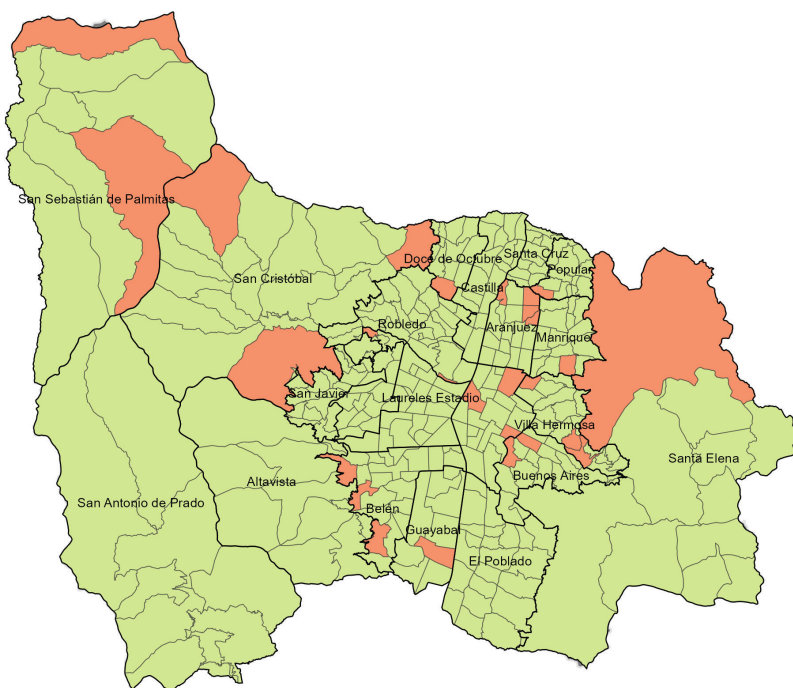 San Sebastián de Palmitas
Doce de Octubre
Santa Cruz
Popular
San Cristóbal
Castilla
Robledo
Aranjuez
Manrique
San Javier
Laureles Estadio
Villa Hermosa
Santa Elena
Altavista
Buenos Aires
San Antonio de Prado
Belén
Guayabal
El Poblado